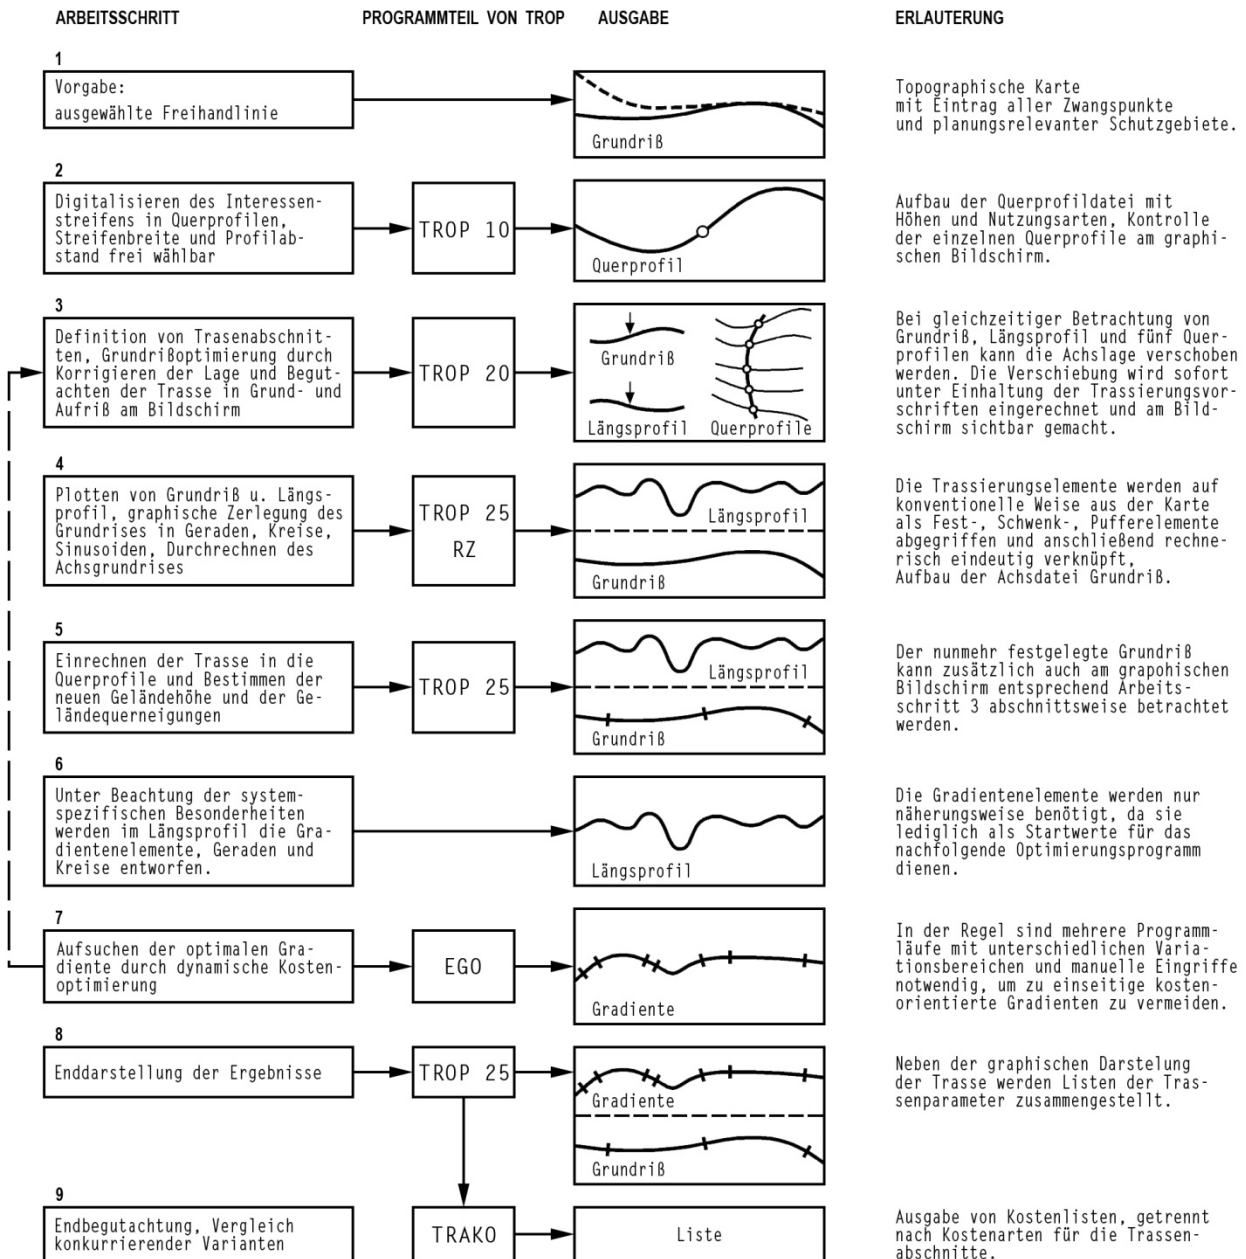 ARBEITSSCHRITT
PROGRAMMTEIL VON TROP
AUSGABE
ERLAUTERUNG
1
Vorgabe:
ausgewählte Freihandlinie
Grundriß
Topographische Karte
mit Eintrag aller Zwangspunkte
und planungsrelevanter Schutzgebiete.
2
Digitalisieren des Interessen-
streifens in Querprofilen,
Streifenbreite und Profilab-
stand frei wählbar
TROP 10
Querprofil
Aufbau der Querprofildatei mit
Höhen und Nutzungsarten, Kontrolle
der einzelnen Querprofile am graphi-
schen Bildschirm.
3
Definition von Trasenabschnit-
ten, Grundrißoptimierung durch
Korrigieren der Lage und Begut-
achten der Trasse in Grund- und
Aufriß am Bildschirm
TROP 20
Grundriß
Längsprofil
Querprofile
Bei gleichzeitiger Betrachtung von
Grundriß, Längsprofil und fünf Quer-
profilen kann die Achslage verschoben
werden. Die Verschiebung wird sofort
unter Einhaltung der Trassierungsvor-
schriften eingerechnet und am Bild-
schirm sichtbar gemacht.
4
Plotten von Grundriß u. Längs-
profil, graphische Zerlegung des
Grundrises in Geraden, Kreise,
Sinusoiden, Durchrechnen des
Achsgrundrises
TROP 25
RZ
Längsprofil
Grundriß
Die Trassierungselemente werden auf
konventionelle Weise aus der Karte
als Fest-, Schwenk-, Pufferelemente
abgegriffen und anschließend rechne-
risch eindeutig verknüpft,
Aufbau der Achsdatei Grundriß.
5
Einrechnen der Trasse in die
Querprofile und Bestimmen der
neuen Geländehöhe und der Ge-
ländequerneigungen
TROP 25
Längsprofil
Grundriß
Der nunmehr festgelegte Grundriß
kann zusätzlich auch am grapohischen
Bildschirm entsprechend Arbeits-
schritt 3 abschnittsweise betrachtet
werden.
6
Unter Beachtung der system-
spezifischen Besonderheiten
werden im Längsprofil die Gra-
dientenelemente, Geraden und
Kreise entworfen.
Längsprofil
Die Gradientenelemente werden nur
näherungsweise benötigt, da sie
lediglich als Startwerte für das
nachfolgende Optimierungsprogramm
dienen.
7
Aufsuchen der optimalen Gra-
diente durch dynamische Kosten-
optimierung
EGO
Gradiente
In der Regel sind mehrere Programm-
läufe mit unterschiedlichen Varia-
tionsbereichen und manuelle Eingriffe
notwendig, um zu einseitige kosten-
orientierte Gradienten zu vermeiden.
8
Enddarstellung der Ergebnisse
TROP 25
Gradiente
Grundriß
Neben der graphischen Darstelung
der Trasse werden Listen der Tras-
senparameter zusammengestellt.
9
Endbegutachtung, Vergleich
konkurrierender Varianten
TRAKO
Liste
Ausgabe von Kostenlisten, getrennt
nach Kostenarten für die Trassen-
abschnitte.